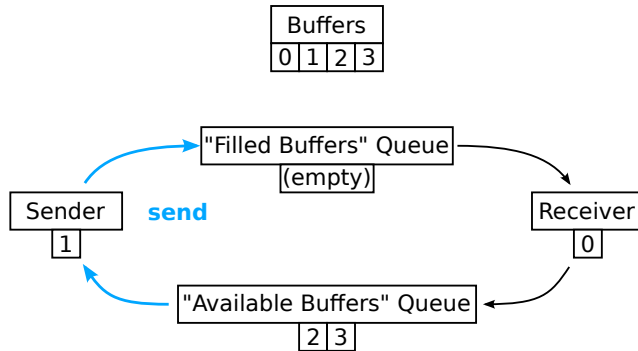 Buffers
0 1 2 3
"Filled Buffers" Queue
(empty)
Sender
1
send
Receiver
0
"Available Buffers" Queue
2 3